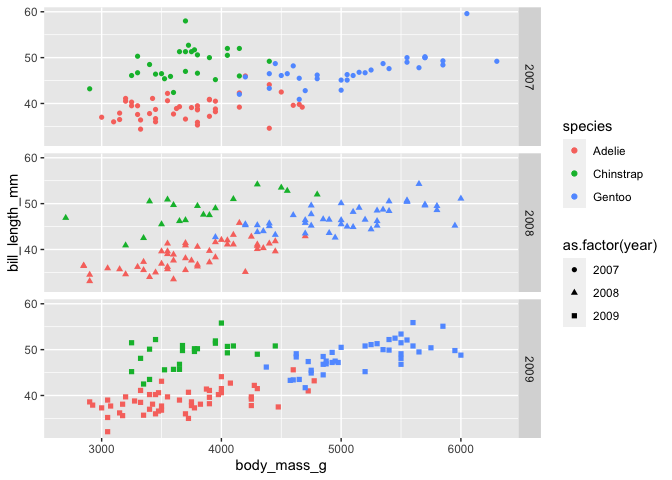 60
50
40
2007
60
50
40
2008
60
50
40
2009
3000
4000
5000
6000
body_mass_g
bill_length_mm
species
Adelie
Chinstrap
Gentoo
as.factor(year)
2007
2008
2009